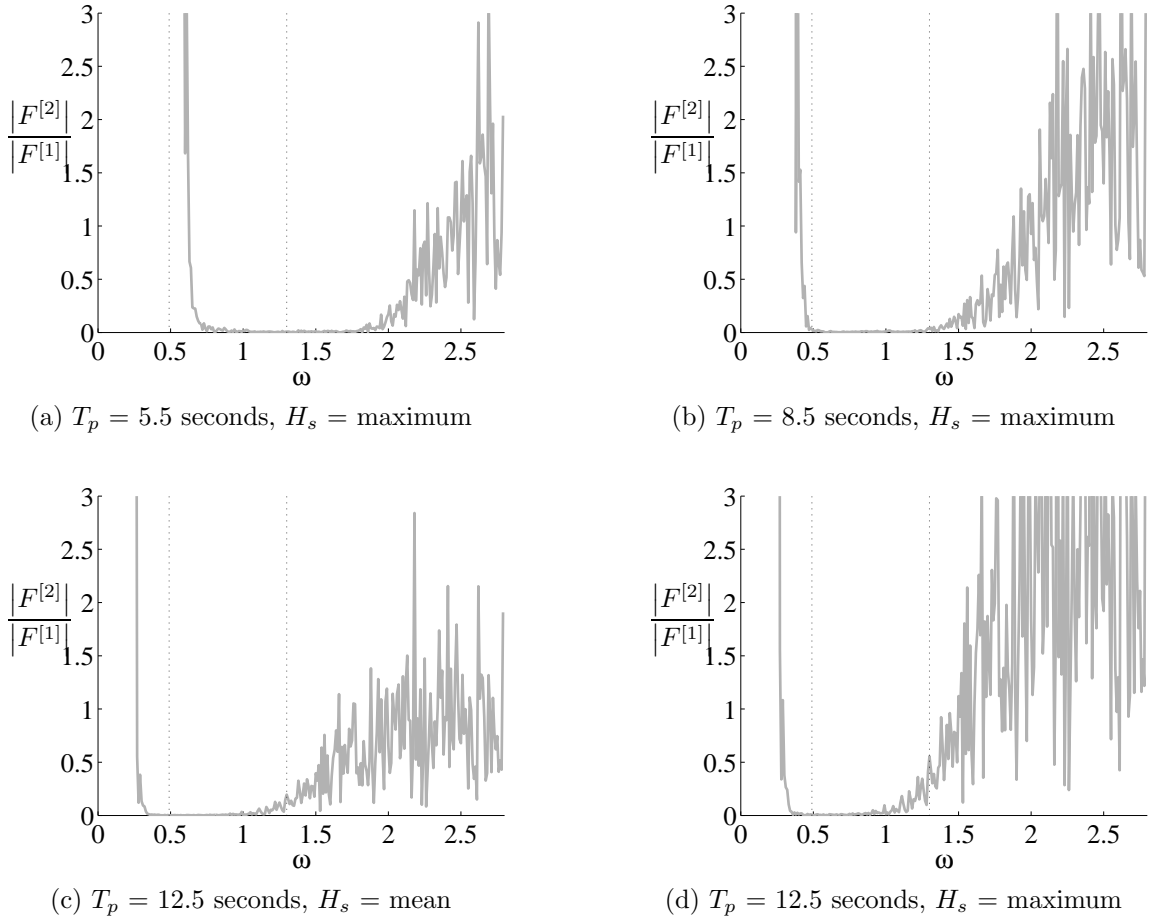 3
2.5
2
1.5
1
0.5
0
|F^[2]|
|F^[1]|
0 0.5 1 1.5 2 2.5
ω
(a) T_p = 5.5 seconds, H_s = maximum
3
2.5
2
1.5
1
0.5
0
|F^[2]|
|F^[1]|
0 0.5 1 1.5 2 2.5
ω
(b) T_p = 8.5 seconds, H_s = maximum
3
2.5
2
1.5
1
0.5
0
|F^[2]|
|F^[1]|
0 0.5 1 1.5 2 2.5
ω
(c) T_p = 12.5 seconds, H_s = mean
3
2.5
2
1.5
1
0.5
0
|F^[2]|
|F^[1]|
0 0.5 1 1.5 2 2.5
ω
(d) T_p = 12.5 seconds, H_s = maximum